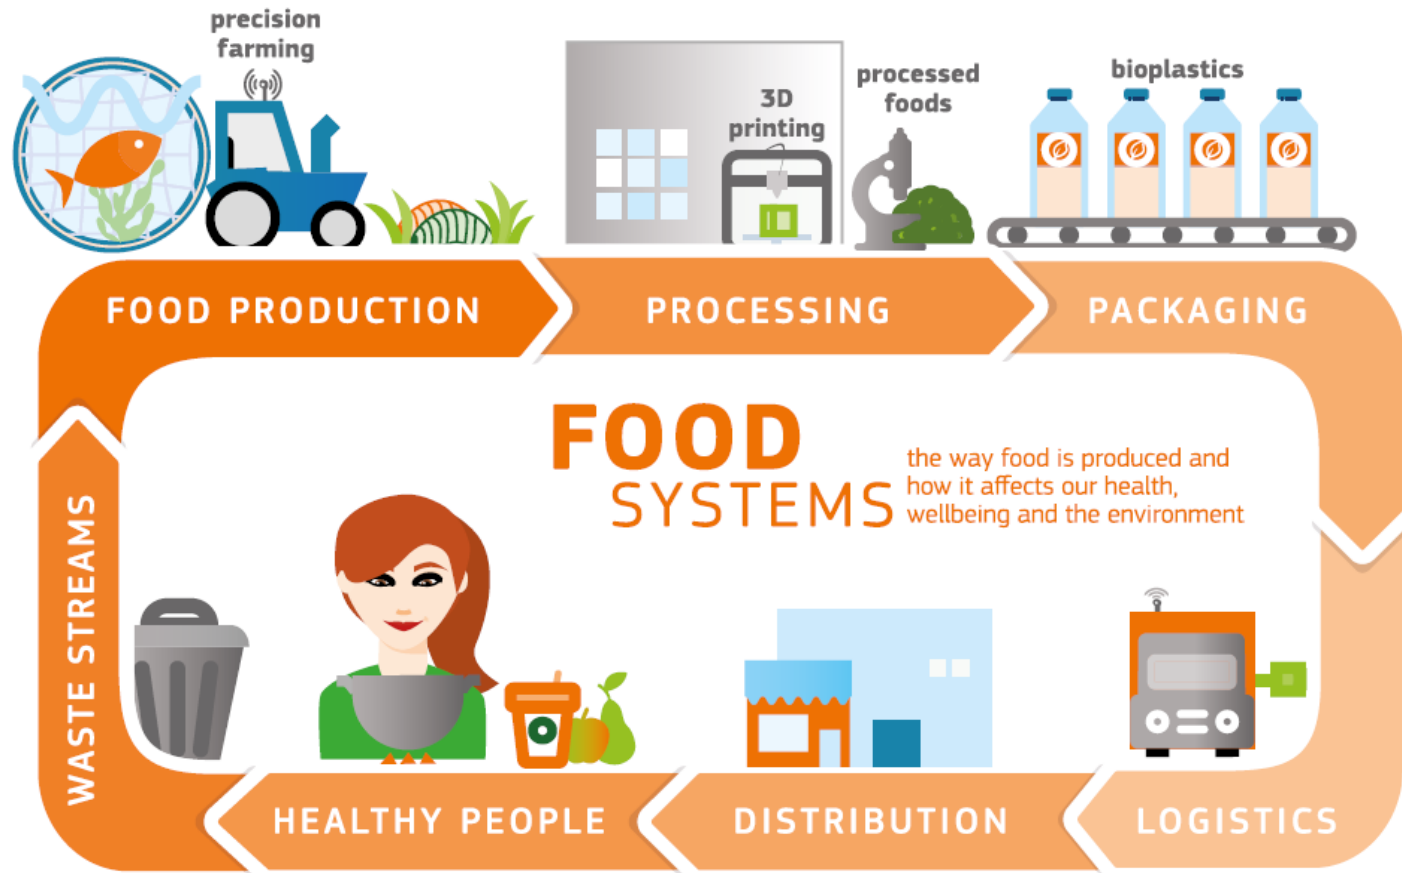 precision
farming
3D
printing
processed
foods
bioplastics
FOOD PRODUCTION
PROCESSING
PACKAGING
FOOD
SYSTEMS
the way food is produced and
how it affects our health,
wellbeing and the environment
WASTE STREAMS
HEALTHY PEOPLE
DISTRIBUTION
LOGISTICS